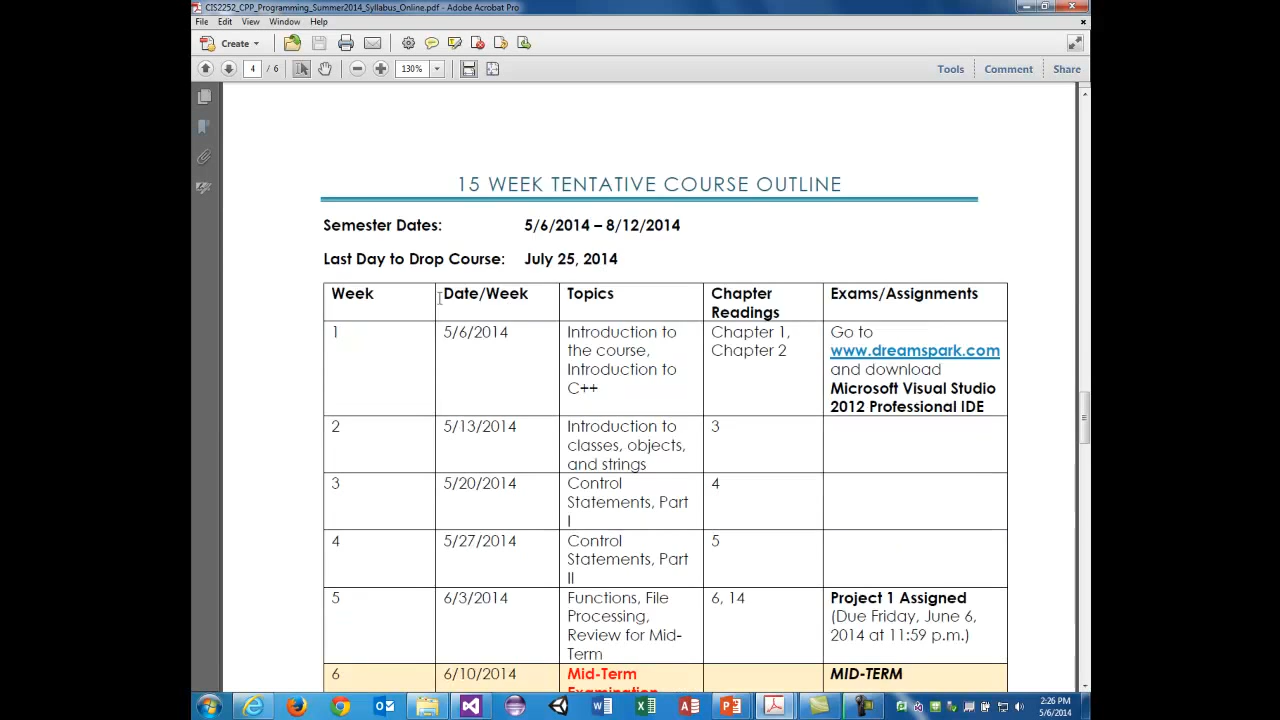 CIS2252_CPP_Programming_Summer2014_Syllabus_Online.pdf - Adobe Acrobat Pro
File Edit View Window Help
Create
4 / 6 130% Tools Comment Share
15 WEEK TENTATIVE COURSE OUTLINE
Semester Dates: 5/6/2014 – 8/12/2014
Last Day to Drop Course: July 25, 2014
Week Date/Week Topics Chapter Readings Exams/Assignments
1 5/6/2014 Introduction to the course, Introduction to C++ Chapter 1, Chapter 2 Go to www.dreamspark.com and download Microsoft Visual Studio 2012 Professional IDE
2 5/13/2014 Introduction to classes, objects, and strings 3
3 5/20/2014 Control Statements, Part I 4
4 5/27/2014 Control Statements, Part II 5
5 6/3/2014 Functions, File Processing, Review for Mid-Term 6, 14 Project 1 Assigned (Due Friday, June 6, 2014 at 11:59 p.m.)
6 6/10/2014 Mid-Term Examination MID-TERM
2:26 PM
5/6/2014